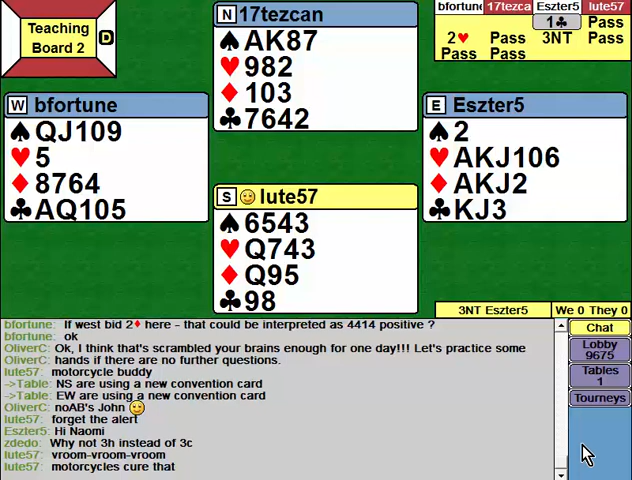 Teaching
Board 2
D
N 17tezcan
♠AK87
♥982
♦103
♣7642
bfortune 17tezca Eszter5 lute57
1♣ Pass
2♥ Pass 3NT Pass
Pass Pass
W bfortune
♠QJ109
♥5
♦8764
♣AQ105
E Eszter5
♠2
♥AKJ106
♦AKJ2
♣KJ3
S lute57
♠6543
♥Q743
♦Q95
♣98
3NT Eszter5 We 0 They 0
bfortune: If west bid 2♦ here - that could be interpreted as 4414 positive ?
bfortune: ok
OliverC: Ok, I think that's scrambled your brains enough for one day!!! Let's practice some
OliverC: hands if there are no further questions.
lute57: motorcycle buddy
->Table: NS are using a new convention card
->Table: EW are using a new convention card
OliverC: noAB's John
lute57: forget the alert
Eszter5: Hi Naomi
zdedo: Why not 3h instead of 3c
lute57: vroom-vroom-vroom
lute57: motorcycles cure that
Chat
Lobby
9675
Tables
1
Tourneys